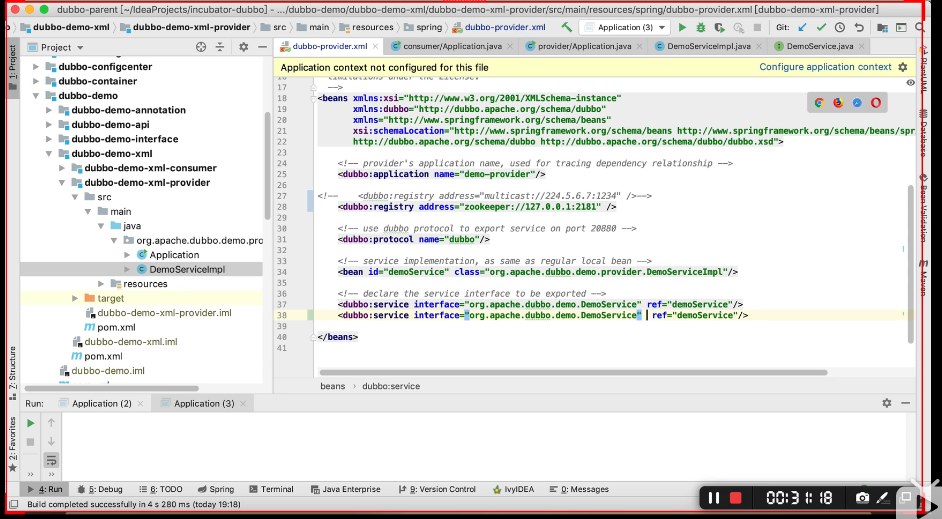 dubbo-parent [~/IdeaProjects/incubator-dubbo] – .../dubbo-demo/dubbo-demo-xml/dubbo-demo-xml-provider/src/main/resources/spring/dubbo-provider.xml [dubbo-demo-xml-provider]
dubbo-demo-xml dubbo-demo-xml-provider src main resources spring dubbo-provider.xml Application (3) Git:
Project
dubbo-provider.xml consumer/Application.java provider/Application.java DemoServiceImpl.java DemoService.java
Application context not configured for this file Configure application context
1: Project
7: Structure
2: Favorites
PlantUML
Database
Bean Validation
Maven
dubbo-configcenter
dubbo-container
dubbo-demo
dubbo-demo-annotation
dubbo-demo-api
dubbo-demo-interface
dubbo-demo-xml
dubbo-demo-xml-consumer
dubbo-demo-xml-provider
src
main
java
org.apache.dubbo.demo.pro
Application
DemoServiceImpl
resources
target
dubbo-demo-xml-provider.iml
pom.xml
dubbo-demo-xml.iml
pom.xml
dubbo-demo.iml
16 limitations under the License.
17 -->
18 <beans xmlns:xsi="http://www.w3.org/2001/XMLSchema-instance"
19 xmlns:dubbo="http://dubbo.apache.org/schema/dubbo"
20 xmlns="http://www.springframework.org/schema/beans"
21 xsi:schemaLocation="http://www.springframework.org/schema/beans http://www.springframework.org/schema/beans/spr
22 http://dubbo.apache.org/schema/dubbo http://dubbo.apache.org/schema/dubbo/dubbo.xsd">
23
24 <!-- provider's application name, used for tracing dependency relationship -->
25 <dubbo:application name="demo-provider"/>
26
27 <!-- <dubbo:registry address="multicast://224.5.6.7:1234" />-->
28 <dubbo:registry address="zookeeper://127.0.0.1:2181" />
29
30 <!-- use dubbo protocol to export service on port 20880 -->
31 <dubbo:protocol name="dubbo"/>
32
33 <!-- service implementation, as same as regular local bean -->
34 <bean id="demoService" class="org.apache.dubbo.demo.provider.DemoServiceImpl"/>
35
36 <!-- declare the service interface to be exported -->
37 <dubbo:service interface="org.apache.dubbo.demo.DemoService" ref="demoService"/>
38 <dubbo:service interface="org.apache.dubbo.demo.DemoService" ref="demoService"/>
39
40 </beans>
41
beans › dubbo:service
Run: Application (2) Application (3)
4: Run 5: Debug 6: TODO Spring Terminal Java Enterprise 9: Version Control IvyIDEA 0: Messages
Build completed successfully in 4 s 280 ms (today 19:18)
00:31:18